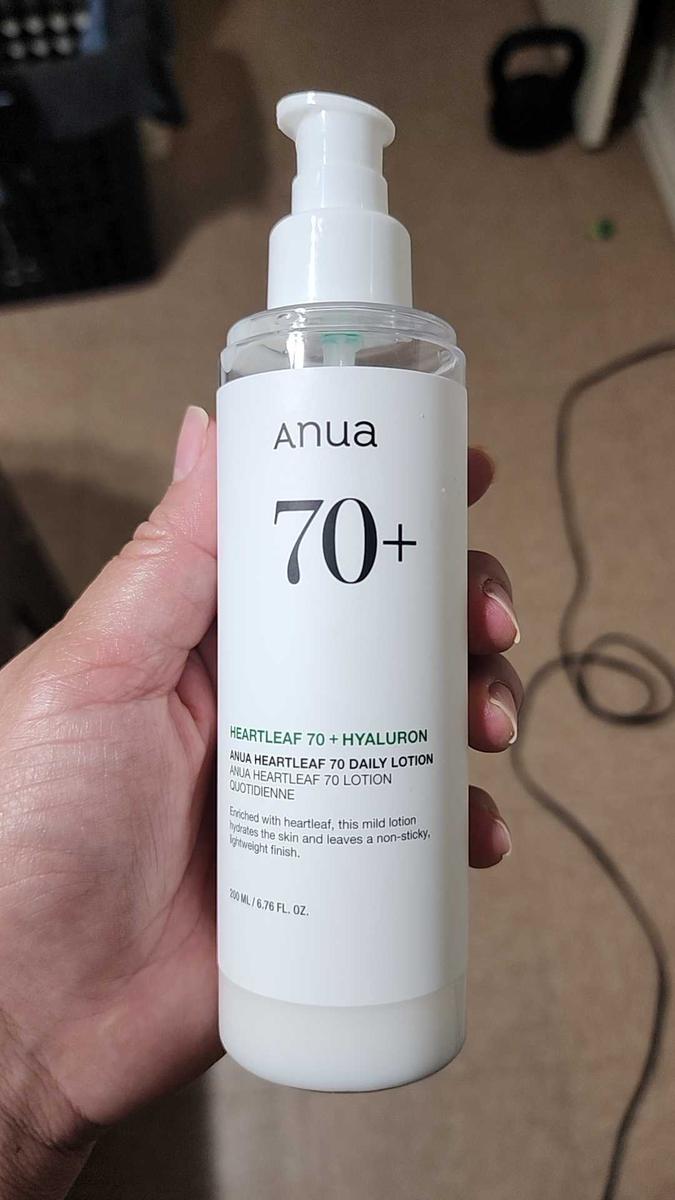 Anua
70+
HEARTLEAF 70 + HYALURON
ANUA HEARTLEAF 70 DAILY LOTION
ANUA HEARTLEAF 70 LOTION
QUOTIDIENNE
Enriched with heartleaf, this mild lotion
hydrates the skin and leaves a non-sticky,
lightweight finish.
200 ML / 6.76 FL. OZ.